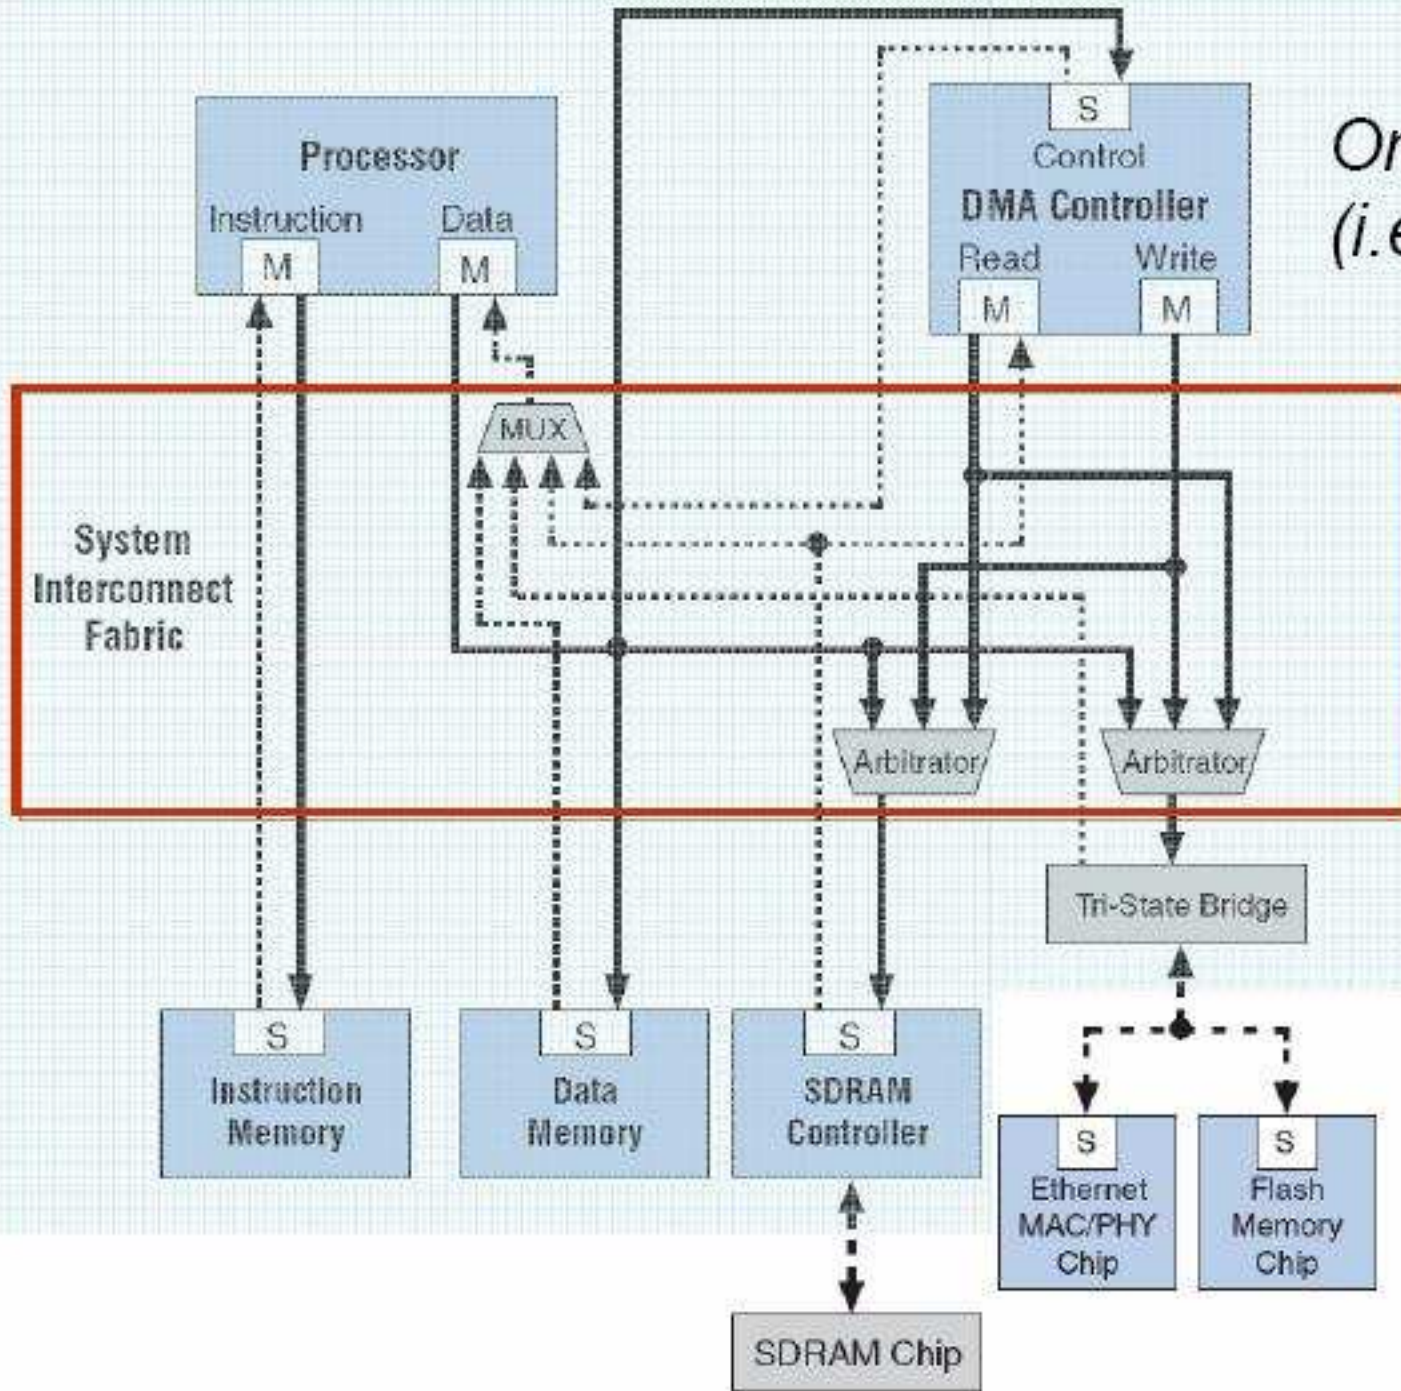 S
Control
DMA Controller
Read Write
M M
Processor
Instruction Data
M M
(i.e
MUX
System
Interconnect
Fabric
Arbitrator Arbitrator
Tri-State Bridge
S
Instruction
Memory
S
Data
Memory
S
SDRAM
Controller
S
Ethernet
MAC/PHY
Chip
S
Flash
Memory
Chip
SDRAM Chip